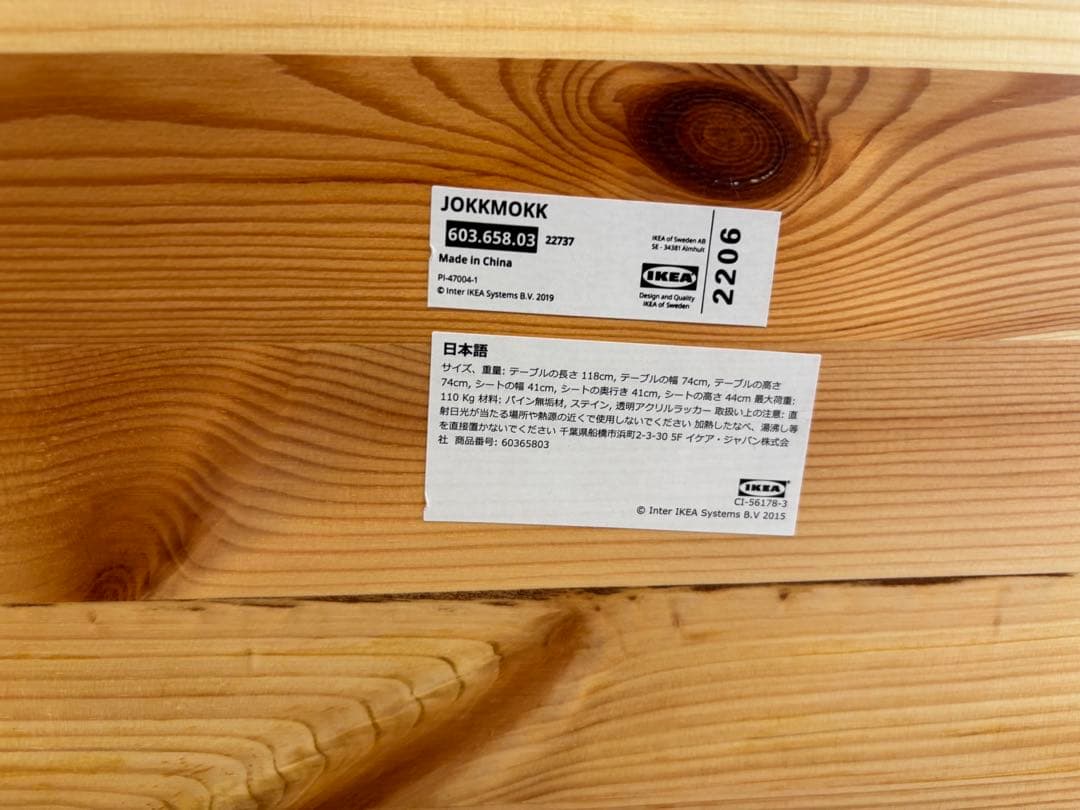 JOKKMOKK
603.658.03 22737
Made in China
PI-47004-1
© Inter IKEA Systems B.V. 2019
IKEA of Sweden AB
SE - 34381 Älmhult
IKEA
Design and Quality
IKEA of Sweden
2206
日本語
サイズ、重量: テーブルの長さ 118cm, テーブルの幅 74cm, テーブルの高さ
74cm, シートの幅 41cm, シートの奥行き 41cm, シートの高さ 44cm 最大荷重:
110 Kg 材料: パイン無垢材, ステイン, 透明アクリルラッカー 取扱い上の注意: 直
射日光が当たる場所や熱源の近くで使用しないでください 加熱したなべ、湯沸し等
を直接置かないでください 千葉県船橋市浜町2-3-30 5F イケア・ジャパン株式会
社 商品番号: 60365803
IKEA
CI-56178-3
© Inter IKEA Systems B.V 2015